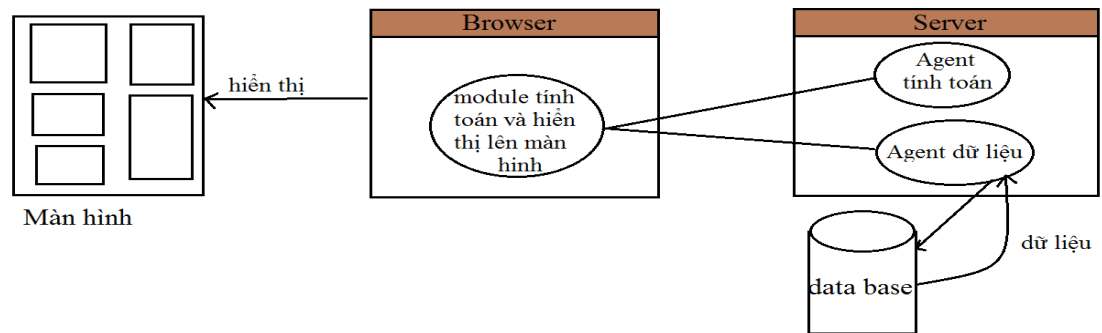 Browser
Server
hiển thị
module tính
toán và hiển
thị lên màn
hinh
Agent
tính toán
Agent dữ liệu
Màn hình
data base
dữ liệu